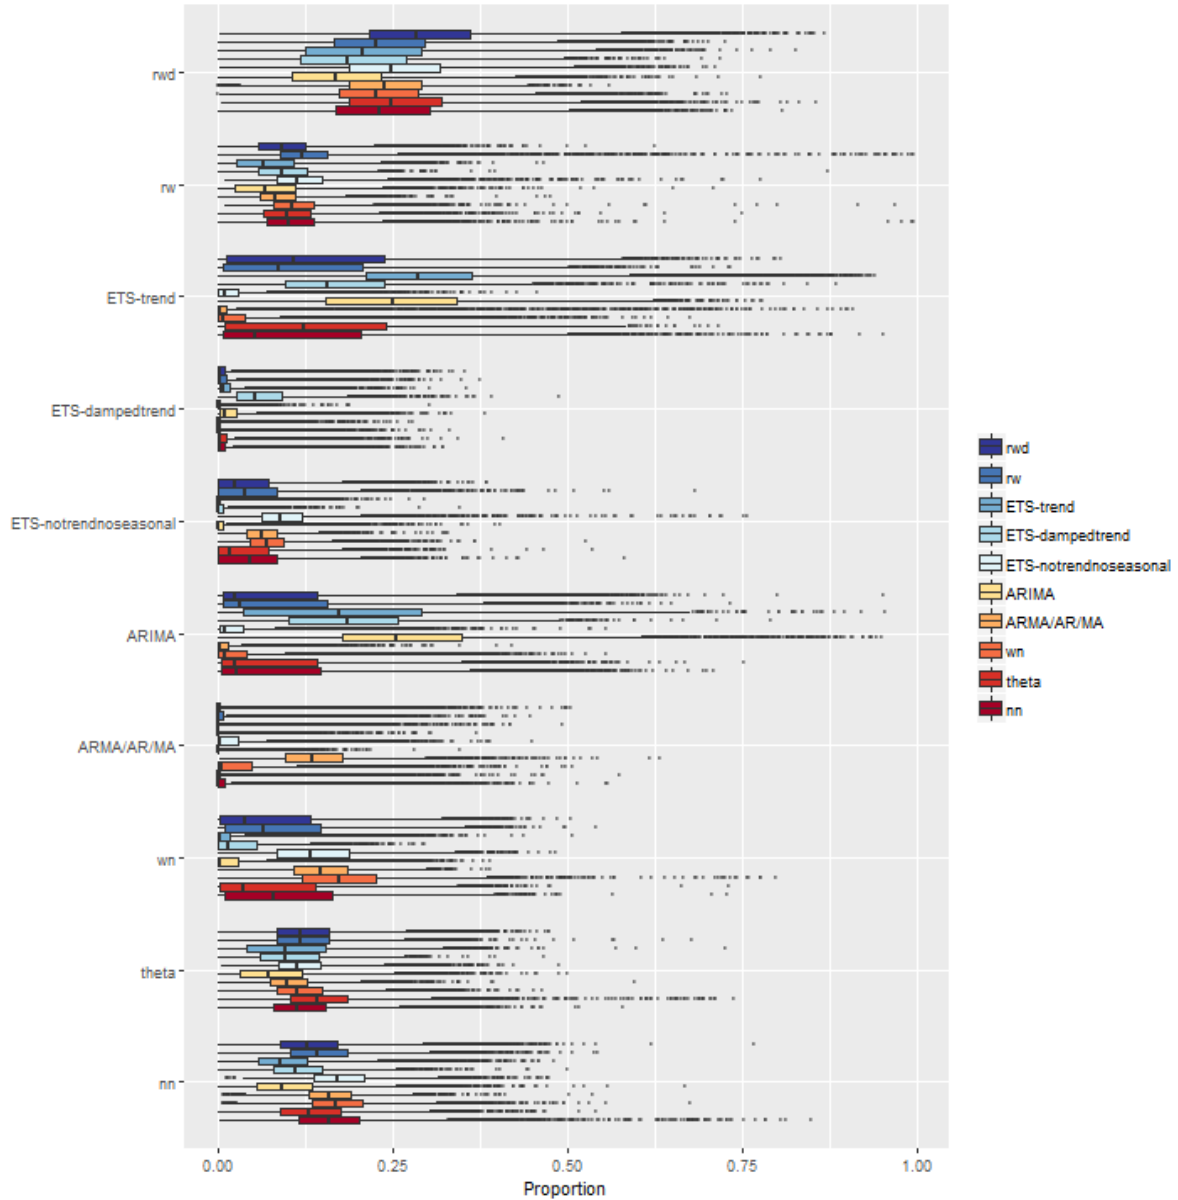 rwd
rw
ETS-trend
ETS-dampedtrend
ETS-notrendnoseasonal
ARIMA
ARMA/AR/MA
wn
theta
nn
0.00 0.25 0.50 0.75 1.00
Proportion
rwd
rw
ETS-trend
ETS-dampedtrend
ETS-notrendnoseasonal
ARIMA
ARMA/AR/MA
wn
theta
nn